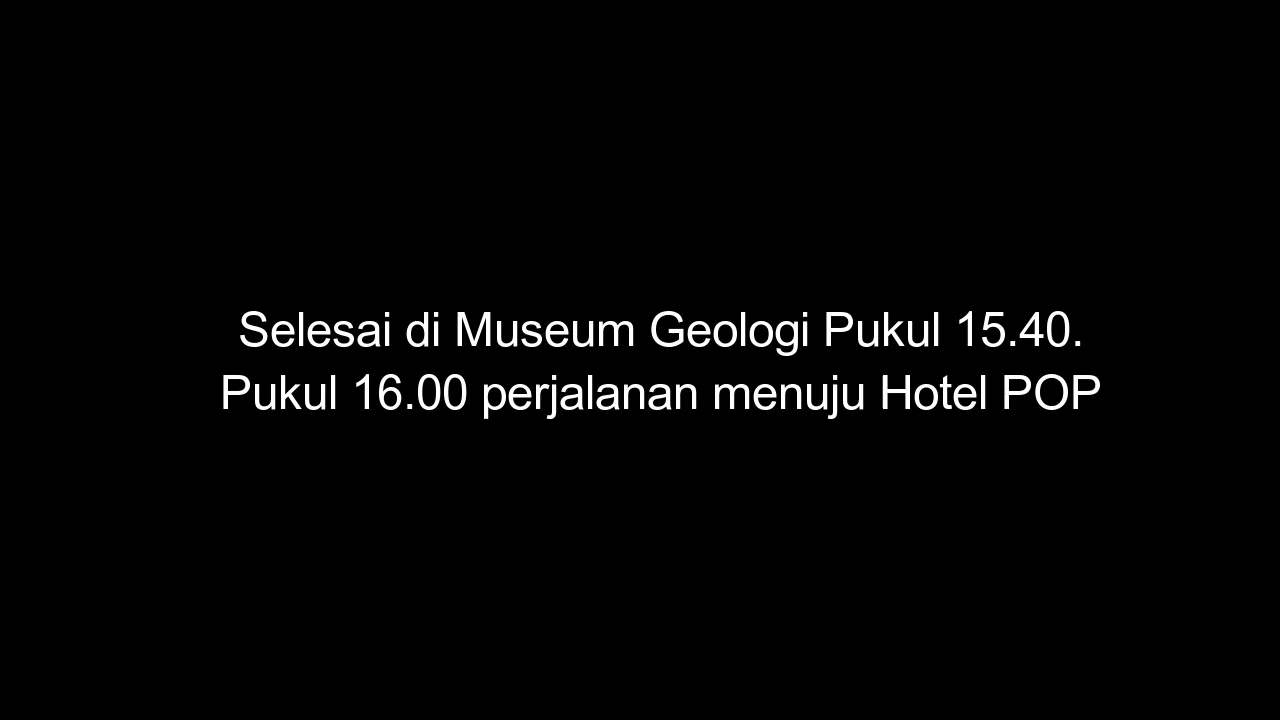 Selesai di Museum Geologi Pukul 15.40.
Pukul 16.00 perjalanan menuju Hotel POP